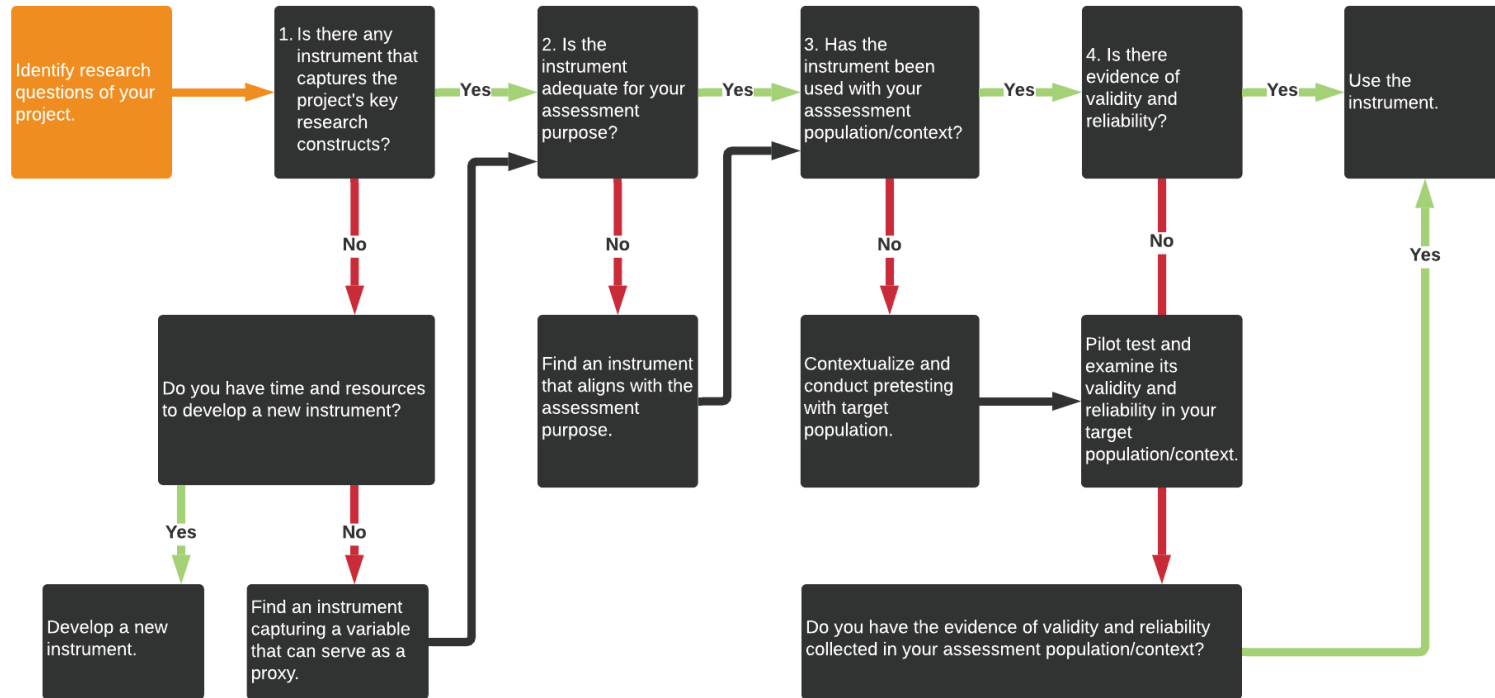 Identify research
questions of your
project.
1. Is there any
instrument that
captures the
project's key
research
constructs?
Yes
2. Is the
instrument
adequate for your
assessment
purpose?
Yes
3. Has the
instrument been
used with your
asssessment
population/context?
Yes
4. Is there
evidence of
validity and
reliability?
Yes
Use the
instrument.
No
No
No
No
Yes
Do you have time and resources
to develop a new instrument?
Find an instrument
that aligns with the
assessment
purpose.
Contextualize and
conduct pretesting
with target
population.
Pilot test and
examine its
validity and
reliability in your
target
population/context.
Yes
No
Develop a new
instrument.
Find an instrument
capturing a variable
that can serve as a
proxy.
Do you have the evidence of validity and reliability
collected in your assessment population/context?